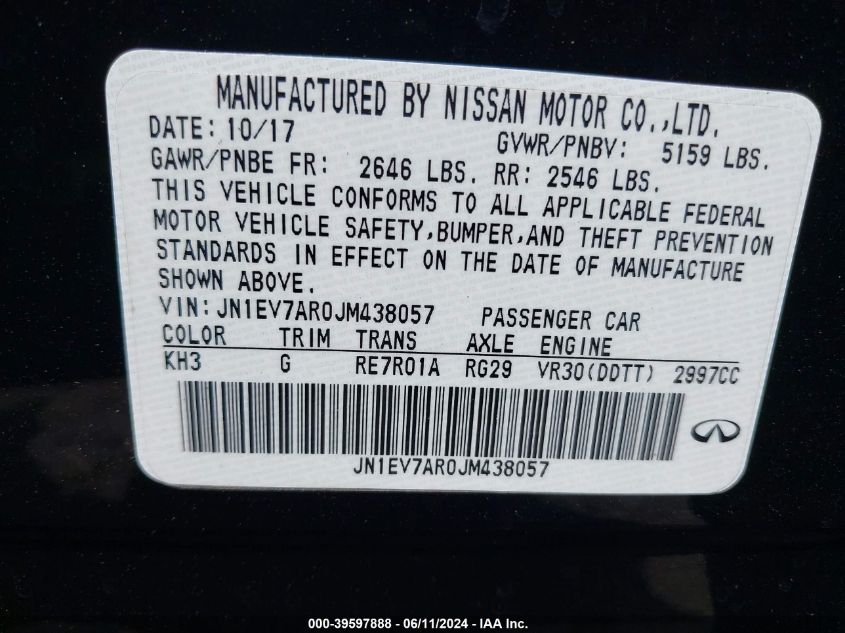 MANUFACTURED BY NISSAN MOTOR CO.,LTD.
DATE: 10/17 GVWR/PNBV: 5159 LBS.
GAWR/PNBE FR: 2646 LBS. RR: 2546 LBS.
THIS VEHICLE CONFORMS TO ALL APPLICABLE FEDERAL
MOTOR VEHICLE SAFETY,BUMPER,AND THEFT PREVENTION
STANDARDS IN EFFECT ON THE DATE OF MANUFACTURE
SHOWN ABOVE.
VIN:JN1EV7AR0JM438057 PASSENGER CAR
COLOR TRIM TRANS AXLE ENGINE
KH3 G RE7R01A RG29 VR30(DDTT) 2997CC
JN1EV7AR0JM438057
000-39597888 - 06/11/2024 - IAA Inc.